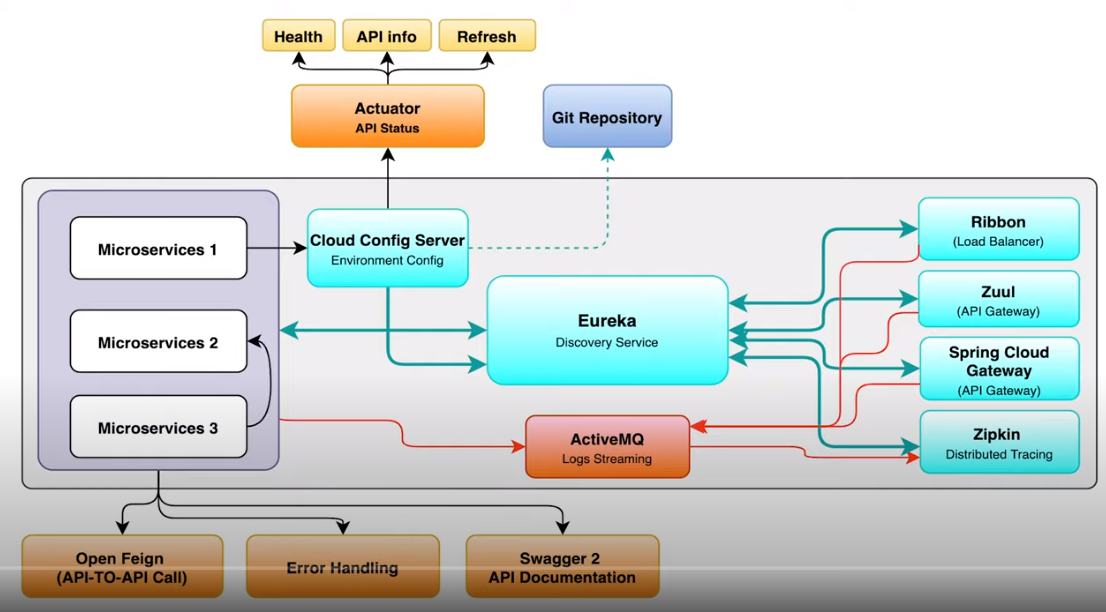 Health
API info
Refresh
Actuator
API Status
Git Repository
Microservices 1
Cloud Config Server
Environment Config
Ribbon
(Load Balancer)
Eureka
Discovery Service
Zuul
(API Gateway)
Microservices 2
Spring Cloud
Gateway
(API Gateway)
Microservices 3
ActiveMQ
Logs Streaming
Zipkin
Distributed Tracing
Open Feign
(API-TO-API Call)
Error Handling
Swagger 2
API Documentation